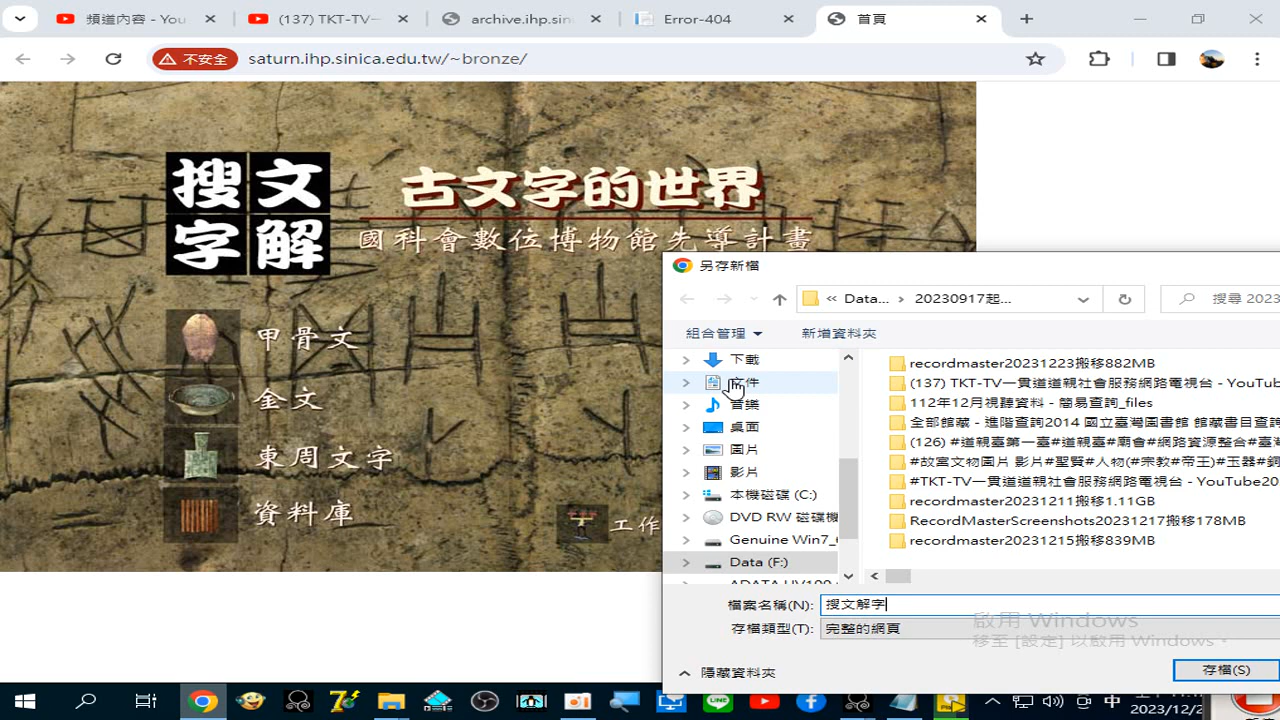 頻道內容 - You
(137) TKT-TV一
archive.ihp.sin
Error-404
首頁
不安全
saturn.ihp.sinica.edu.tw/~bronze/
搜文
字解
古文字的世界
國科會數位博物館先導計畫
甲骨文
金文
東周文字
資料庫
工作
另存新檔
« Data... › 20230917起...
搜尋 2023
組合管理
新增資料夾
下載
文件
音樂
桌面
圖片
影片
本機磁碟 (C:)
DVD RW 磁碟機
Genuine Win7_
Data (F:)
recordmaster20231223搬移882MB
(137) TKT-TV一貫道道親社會服務網路電視台 - YouTub
112年12月視聽資料 - 簡易查詢_files
全部館藏 - 進階查詢2014 國立臺灣圖書館 館藏書目查詢
(126) #道親臺第一臺#道親臺#廟會#網路資源整合#臺
#故宮文物圖片 影片#聖賢#人物(#宗教#帝王)#玉器#銅
#TKT-TV一貫道道親社會服務網路電視台 - YouTube20
recordmaster20231211搬移1.11GB
RecordMasterScreenshots20231217搬移178MB
recordmaster20231215搬移839MB
檔案名稱(N):
搜文解字
存檔類型(T):
完整的網頁
啟用 Windows
移至 [設定] 以啟用 Windows。
隱藏資料夾
存檔(S)
LINE
中
2023/12/2